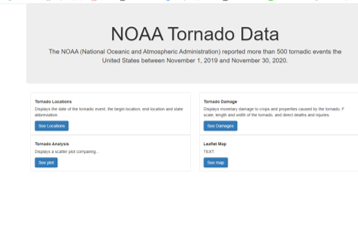 NOAA Tornado Data
The NOAA (National Oceanic and Atmospheric Administration) reported more than 500 tornado events the
United States between November 1, 2019 and November 30, 2020.
Tornado Locations
Displays the date of the tornadic event, the begin location, end location and state
abbreviation.
See Locations
Tornado Damage
Displays monetary damage to crops and properties caused by the tornado, F
scale, length and width of the tornado, and direct deaths and injuries.
See Damages
Tornado Analysis
Displays a scatter plot comparing...
See plot
Leaflet Map
TEXT
See map